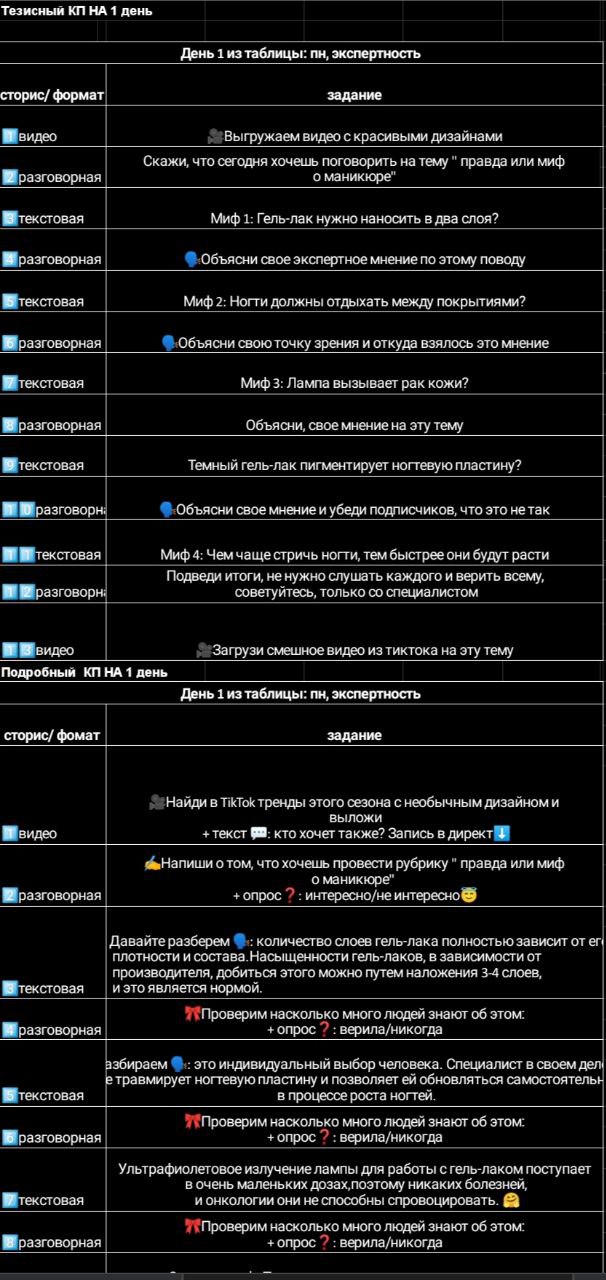 Тезисный КП НА 1 день
День 1 из таблицы: пн, экспертность
сторис/ формат
задание
1️⃣видео
🎥Выгружаем видео с красивыми дизайнами
2️⃣разговорная
Скажи, что сегодня хочешь поговорить на тему " правда или миф
о маникюре"
3️⃣текстовая
Миф 1: Гель-лак нужно наносить в два слоя?
4️⃣разговорная
🗣Объясни свое экспертное мнение по этому поводу
5️⃣текстовая
Миф 2: Ногти должны отдыхать между покрытиями?
6️⃣разговорная
🗣Объясни свою точку зрения и откуда взялось это мнение
7️⃣текстовая
Миф 3: Лампа вызывает рак кожи?
8️⃣разговорная
Объясни, свое мнение на эту тему
9️⃣текстовая
Темный гель-лак пигментирует ногтевую пластину?
1️⃣0️⃣разговорн
🗣Объясни свое мнение и убеди подписчиков, что это не так
1️⃣1️⃣текстовая
Миф 4: Чем чаще стричь ногти, тем быстрее они будут расти
1️⃣2️⃣разговорн
Подведи итоги, не нужно слушать каждого и верить всему,
советуйтесь, только со специалистом
1️⃣3️⃣видео
🎥Загрузи смешное видео из тиктока на эту тему
Подробный КП НА 1 день
День 1 из таблицы: пн, экспертность
сторис/ фомат
задание
1️⃣видео
🎥Найди в TikTok тренды этого сезона с необычным дизайном и
выложи
+ текст 💬: кто хочет также? Запись в директ⬇️
2️⃣разговорная
✍️Напиши о том, что хочешь провести рубрику " правда или миф
о маникюре"
+ опрос❓: интересно/не интересно😇
3️⃣текстовая
Давайте разберем 🗣: количество слоев гель-лака полностью зависит от ег
плотности и состава.Насыщенности гель-лаков, в зависимости от
производителя, добиться этого можно путем наложения 3-4 слоев,
и это является нормой.
4️⃣разговорная
🎀Проверим насколько много людей знают об этом:
+ опрос❓: верила/никогда
5️⃣текстовая
азбираем 🗣: это индивидуальный выбор человека. Специалист в своем дел
е травмирует ногтевую пластину и позволяет ей обновляться самостоятельн
в процессе роста ногтей.
6️⃣разговорная
🎀Проверим насколько много людей знают об этом:
+ опрос❓: верила/никогда
7️⃣текстовая
Ультрафиолетовое излучение лампы для работы с гель-лаком поступает
в очень маленьких дозах,поэтому никаких болезней,
и онкологии они не способны спровоцировать. 🤗
8️⃣разговорная
🎀Проверим насколько много людей знают об этом:
+ опрос❓: верила/никогда